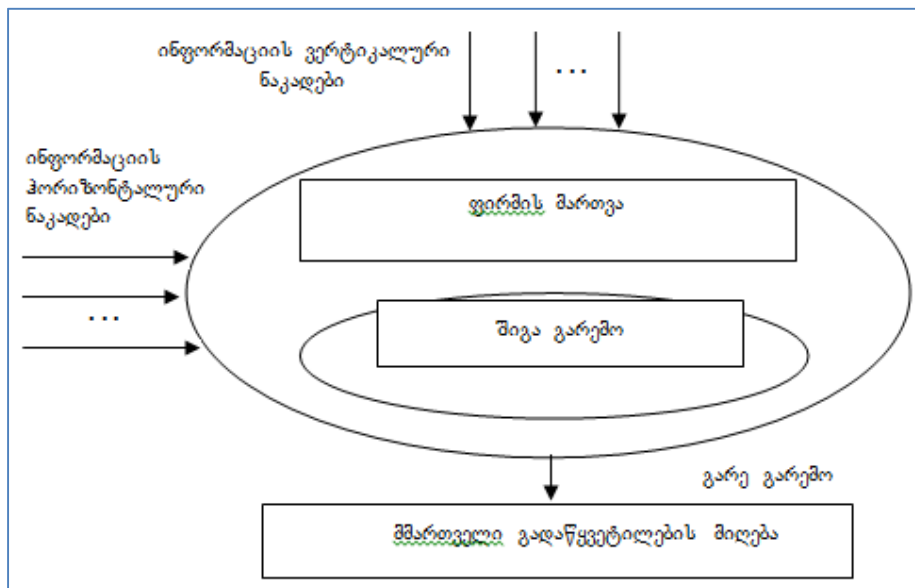 ინფორმაციის ვერტიკალური
ნაკადები
...
ინფორმაციის
ჰორიზონტალური
ნაკადები
...
ფირმის მართვა
შიგა გარემო
გარე გარემო
მმართველი გადაწყვეტილების მიღება